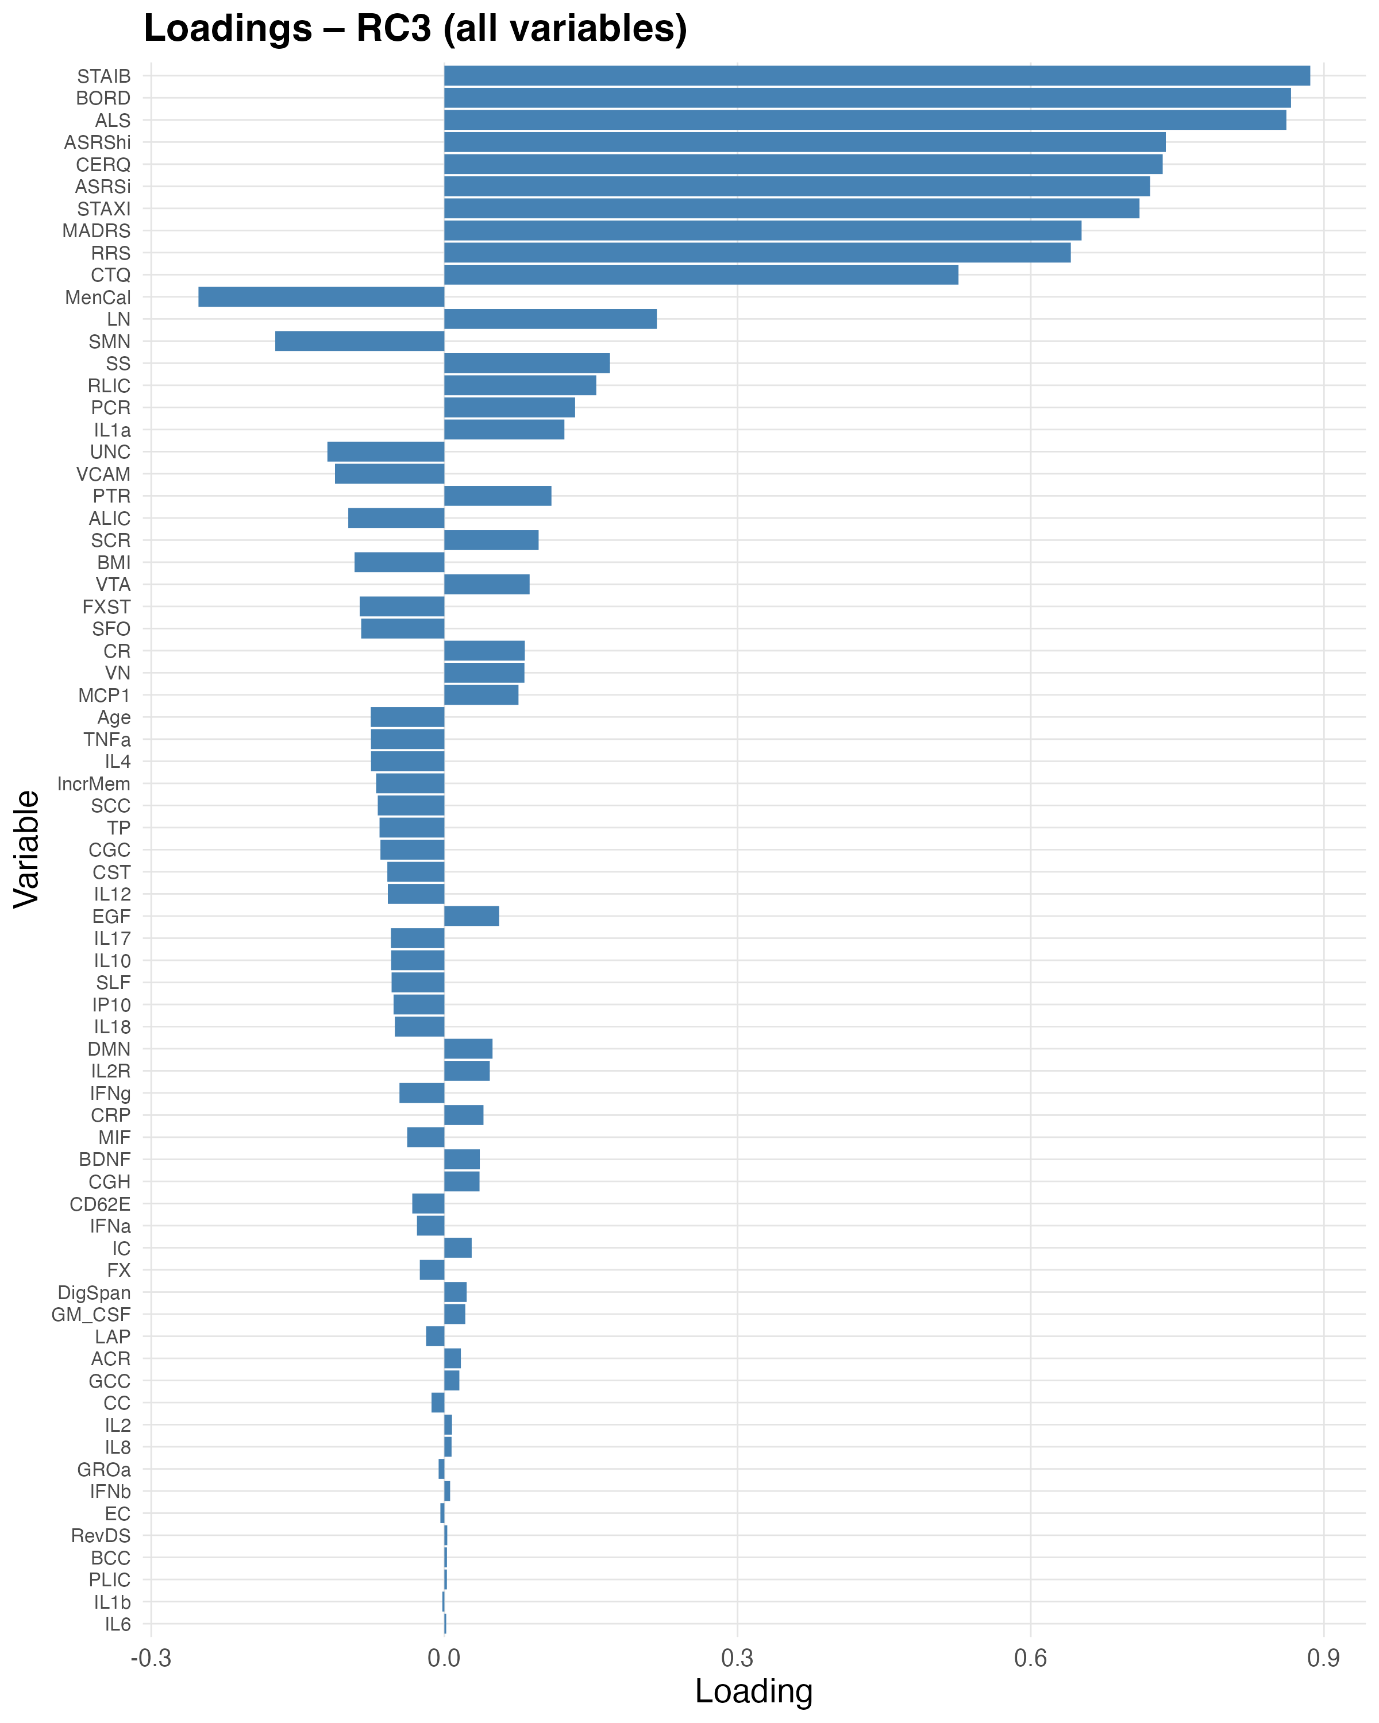 Loadings – RC3 (all variables)
STAIB
BORD
ALS
ASRShi
CERQ
ASRSi
STAXI
MADRS
RRS
CTQ
MenCal
LN
SMN
SS
RLIC
PCR
IL1a
UNC
VCAM
PTR
ALIC
SCR
BMI
VTA
FXST
SFO
CR
VN
MCP1
Age
TNFa
IL4
IncrMem
SCC
TP
CGC
CST
IL12
EGF
IL17
IL10
SLF
IP10
IL18
DMN
IL2R
IFNg
CRP
MIF
BDNF
CGH
CD62E
IFNa
IC
FX
DigSpan
GM_CSF
LAP
ACR
GCC
CC
IL2
IL8
GROa
IFNb
EC
RevDS
BCC
PLIC
IL1b
IL6
Variable
-0.3 0.0 0.3 0.6 0.9
Loading